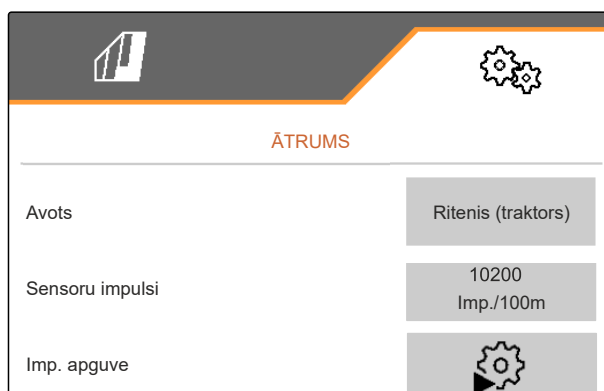 ĀTRUMS
Avots
Ritenis (traktors)
Sensoru impulsi
10200
Imp./100m
Imp. apguve